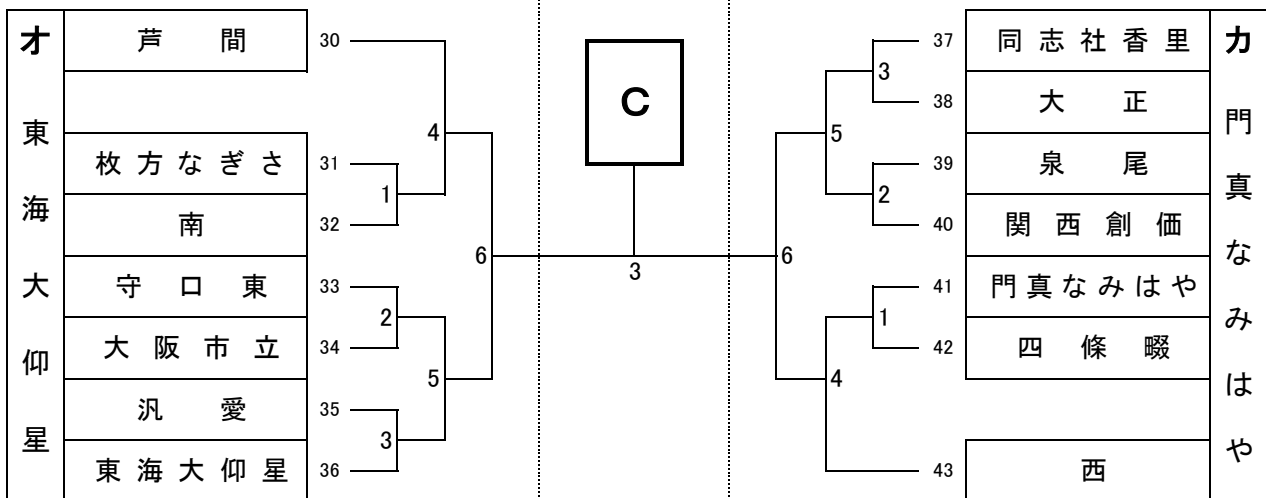 オ 東海大仰星
芦間 30
枚方なぎさ 31
南 32
守口東 33
大阪市立 34
汎愛 35
東海大仰星 36
1
2
3
4
5
6
C
3
カ 門真なみはや
37 同志社香里
38 大正
39 泉尾
40 関西創価
41 門真なみはや
42 四條畷
43 西
3
2
1
5
4
6